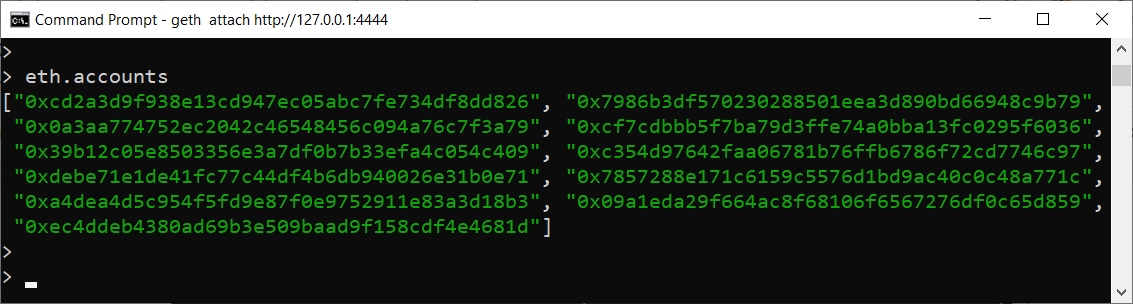 Command Prompt - geth  attach http://127.0.0.1:4444
>
> eth.accounts
["0xcd2a3d9f938e13cd947ec05abc7fe734df8dd826", "0x7986b3df570230288501eea3d890bd66948c9b79",
"0x0a3aa774752ec2042c46548456c094a76c7f3a79", "0xcf7cdbbb5f7ba79d3ffe74a0bba13fc0295f6036",
"0x39b12c05e8503356e3a7df0b7b33efa4c054c409", "0xc354d97642faa06781b76ffb6786f72cd7746c97",
"0xdebe71e1de41fc77c44df4b6db940026e31b0e71", "0x7857288e171c6159c5576d1bd9ac40c0c48a771c",
"0xa4dea4d5c954f5fd9e87f0e9752911e83a3d18b3", "0x09a1eda29f664ac8f68106f6567276df0c65d859",
"0xec4ddeb4380ad69b3e509baad9f158cdf4e4681d"]
>
>